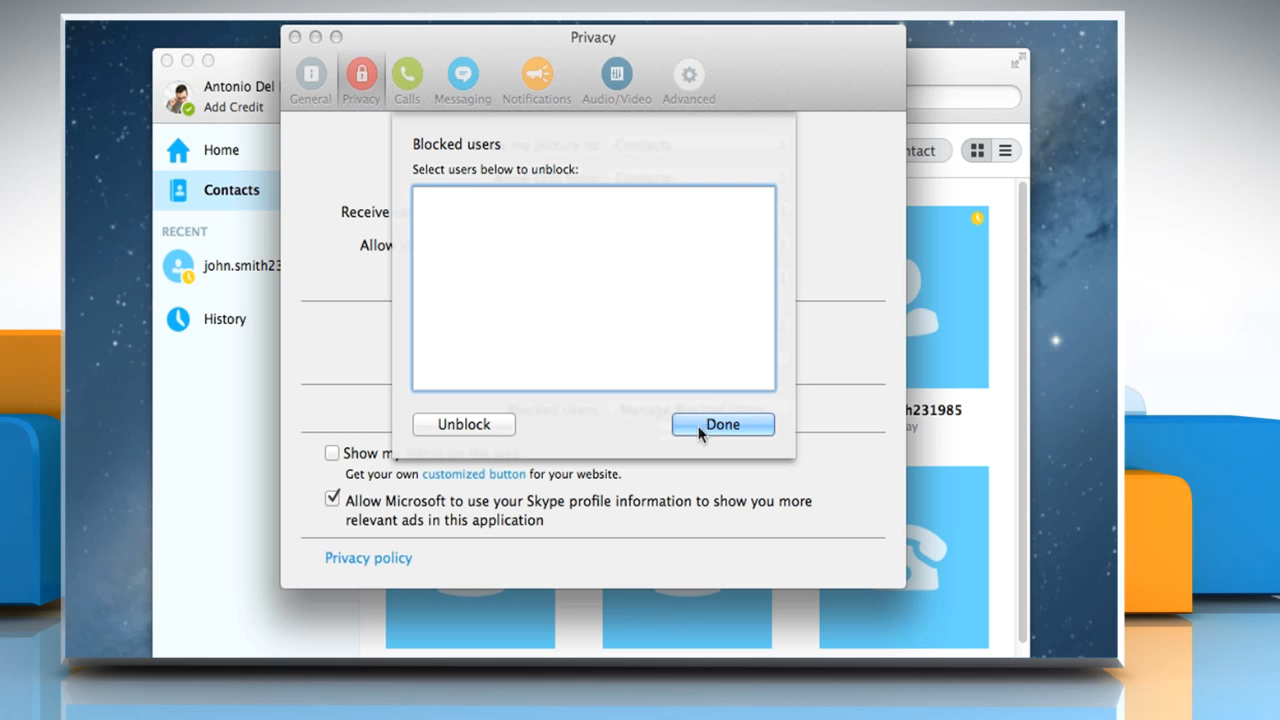 Privacy
General
Privacy
Calls
Messaging
Notifications
Audio/Video
Advanced
Antonio Del
Add Credit
Home
Contacts
RECENT
john.smith23
History
Blocked users
Select users below to unblock:
Contacts
Receive
Allow
Unblock
Done
Show my
Get your own customized button for your website.
Allow Microsoft to use your Skype profile information to show you more
relevant ads in this application
Privacy policy
ntact
h231985
ay